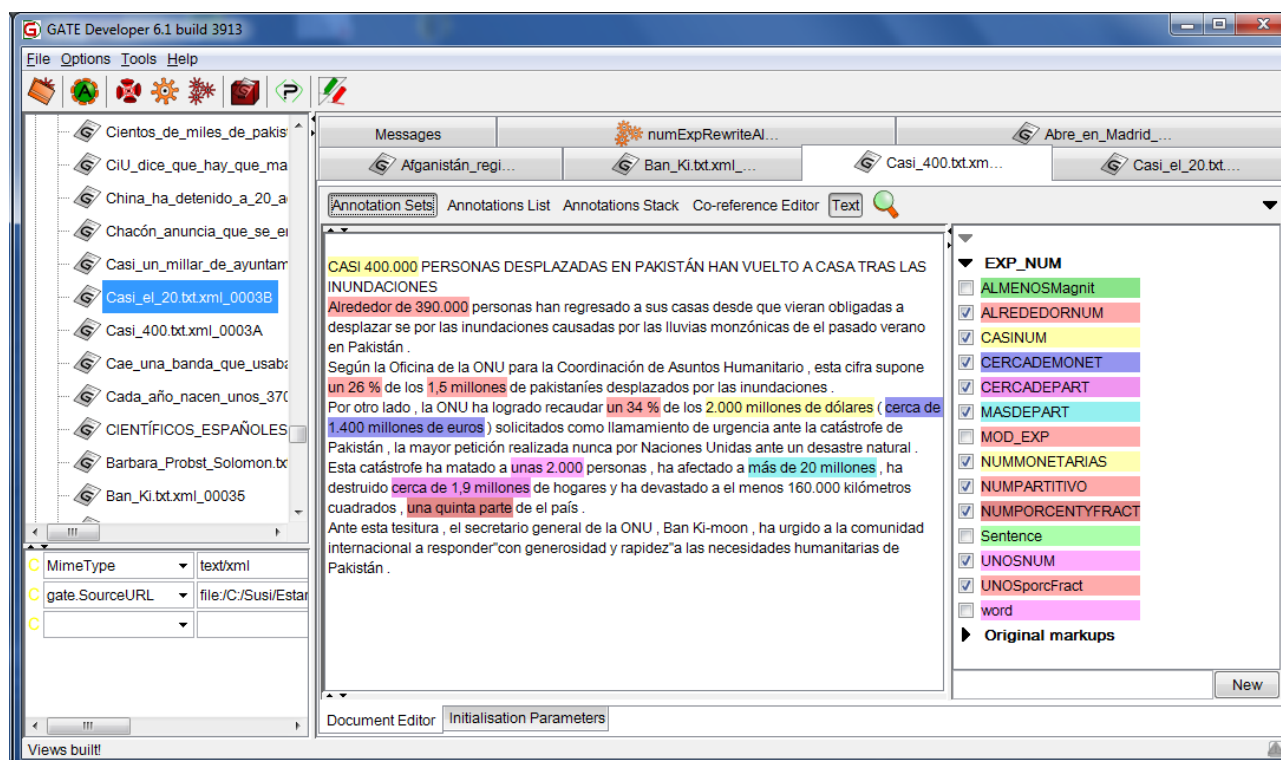 GATE Developer 6.1 build 3913
File Options Tools Help
Cientos_de_miles_de_pakis
CiU_dice_que_hay_que_ma
China_ha_detenido_a_20_a
Chacón_anuncia_que_se_e
Casi_un_millar_de_ayuntam
Casi_el_20.txt.xml_0003B
Casi_400.txt.xml_0003A
Cae_una_banda_que_usaba
Cada_año_nacen_unos_370
CIENTÍFICOS_ESPAÑOLES
Barbara_Probst_Solomon.tx
Ban_Ki.txt.xml_00035
C MimeType text/xml
C gate.SourceURL file:/C:/Susi/Estar
C
Messages numExpRewriteAl... Abre_en_Madrid_...
Afganistán_regi... Ban_Ki.txt.xml_... Casi_400.txt.xm... Casi_el_20.txt....
Annotation Sets Annotations List Annotations Stack Co-reference Editor Text
CASI 400.000 PERSONAS DESPLAZADAS EN PAKISTÁN HAN VUELTO A CASA TRAS LAS
INUNDACIONES
Alrededor de 390.000 personas han regresado a sus casas desde que vieran obligadas a
desplazar se por las inundaciones causadas por las lluvias monzónicas de el pasado verano
en Pakistán .
Según la Oficina de la ONU para la Coordinación de Asuntos Humanitario , esta cifra supone
un 26 % de los 1,5 millones de pakistaníes desplazados por las inundaciones .
Por otro lado , la ONU ha logrado recaudar un 34 % de los 2.000 millones de dólares ( cerca de
1.400 millones de euros ) solicitados como llamamiento de urgencia ante la catástrofe de
Pakistán , la mayor petición realizada nunca por Naciones Unidas ante un desastre natural .
Esta catástrofe ha matado a unas 2.000 personas , ha afectado a más de 20 millones , ha
destruido cerca de 1,9 millones de hogares y ha devastado a el menos 160.000 kilómetros
cuadrados , una quinta parte de el país .
Ante esta tesitura , el secretario general de la ONU , Ban Ki-moon , ha urgido a la comunidad
internacional a responder"con generosidad y rapidez"a las necesidades humanitarias de
Pakistán .
EXP_NUM
ALMENOSMagnit
ALREDEDORNUM
CASINUM
CERCADEMONET
CERCADEPART
MASDEPART
MOD_EXP
NUMMONETARIAS
NUMPARTITIVO
NUMPORCENTYFRACT
Sentence
UNOSNUM
UNOSporcFract
word
Original markups
New
Document Editor Initialisation Parameters
Views built!